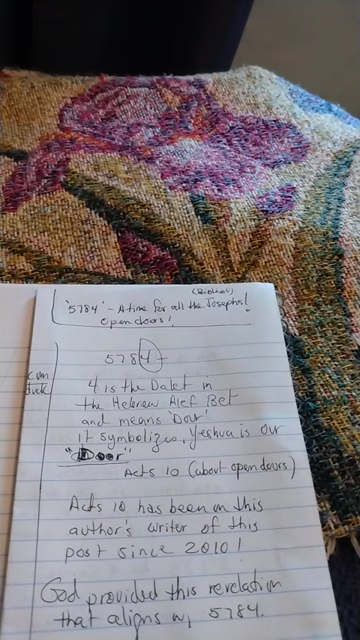 (Biblical)
'5784' - A time for all the Josephs!
Open doors!
5784
4 is the Dalet in
the Hebrew Alef Bet
and means 'Door'
it symbolizes, Yeshua is our
"Door"
Acts 10 (about open doors)
Acts 10 has been on this
author's writer of this
post since 2010!
God provided this revelation
that aligns w, 5784.